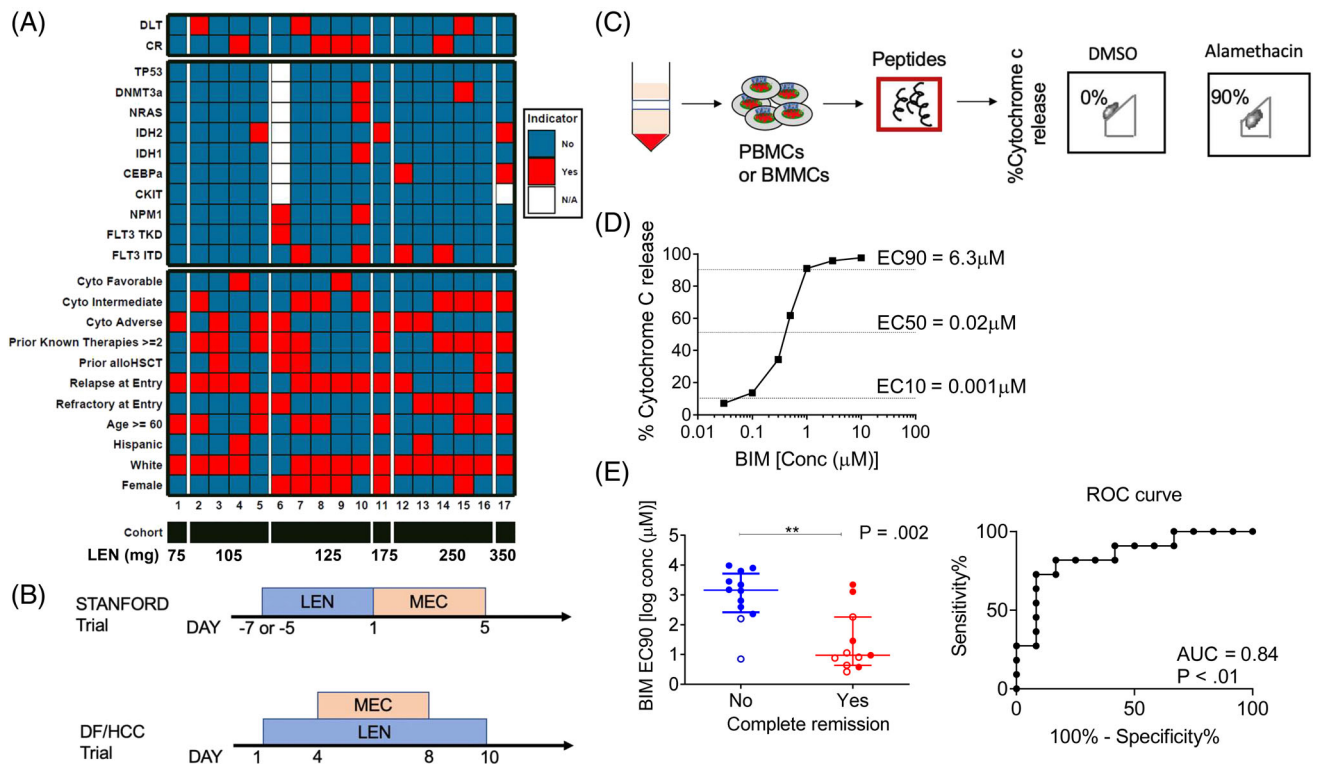 (A)
DLT
CR
TP53
DNMT3a
NRAS
IDH2
IDH1
CEBPa
CKIT
NPM1
FLT3 TKD
FLT3 ITD
Cyto Favorable
Cyto Intermediate
Cyto Adverse
Prior Known Therapies >=2
Prior alloHSCT
Relapse at Entry
Refractory at Entry
Age >= 60
Hispanic
White
Female
1 2 3 4 5 6 7 8 9 10 11 12 13 14 15 16 17
Cohort
LEN (mg) 75 105 125 175 250 350
Indicator
No
Yes
N/A
(B)
STANFORD
Trial
LEN MEC
DAY -7 or -5 1 5
DF/HCC
Trial
MEC
LEN
DAY 1 4 8 10
(C)
PBMCs
or BMMCs
Peptides
%Cytochrome c
release
DMSO
0%
Alamethacin
90%
(D)
% Cytochrome C release
100
80
60
40
20
0
0.01 0.1 1 10 100
BIM [Conc (μM)]
EC90 = 6.3μM
EC50 = 0.02μM
EC10 = 0.001μM
(E)
BIM EC90 [log conc (μM)]
5
4
3
2
1
0
** P = .002
No Yes
Complete remission
ROC curve
Sensitivity%
100
50
0
AUC = 0.84
P < .01
0 50 100
100% - Specificity%